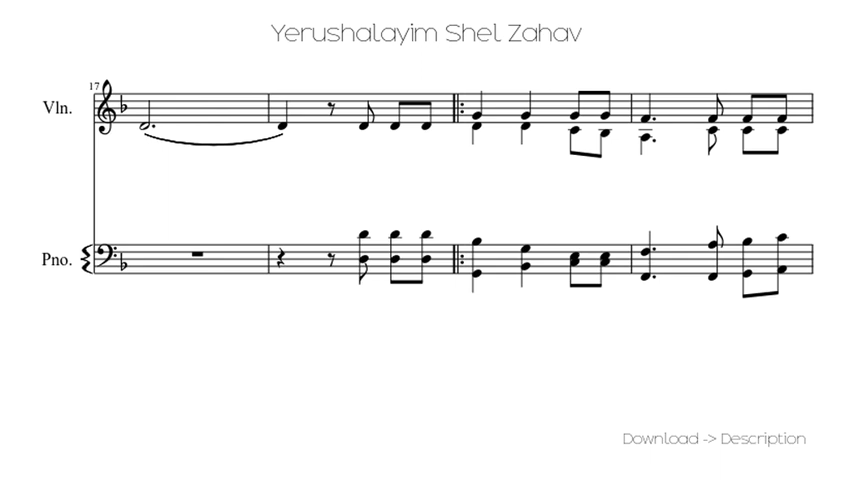 Yerushalayim Shel Zahav
17
Vln.
Pno.
Download -> Description